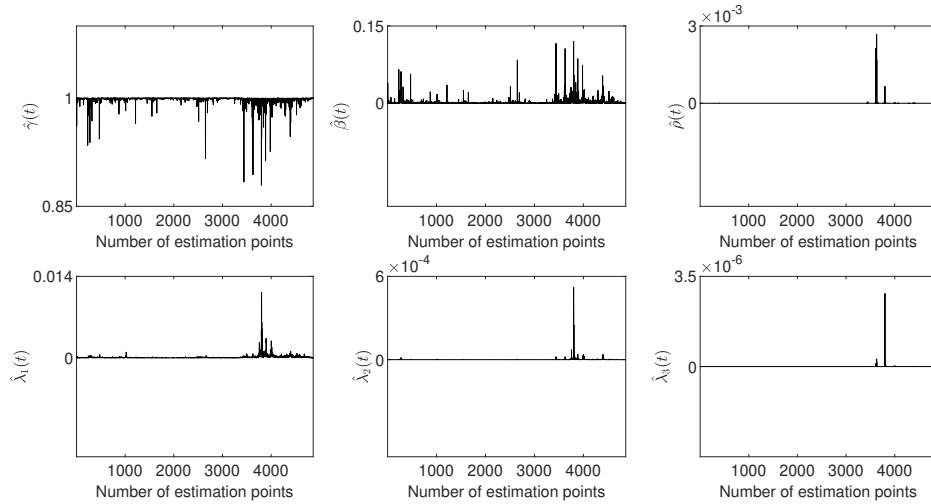 1
0.85
γ̂(t)
1000 2000 3000 4000
Number of estimation points
0.15
0
β̂(t)
1000 2000 3000 4000
Number of estimation points
×10⁻³
3
0
ρ̂(t)
1000 2000 3000 4000
Number of estimation points
0.014
0
λ̂₁(t)
1000 2000 3000 4000
Number of estimation points
×10⁻⁴
6
0
λ̂₂(t)
1000 2000 3000 4000
Number of estimation points
×10⁻⁶
3.5
0
λ̂₃(t)
1000 2000 3000 4000
Number of estimation points